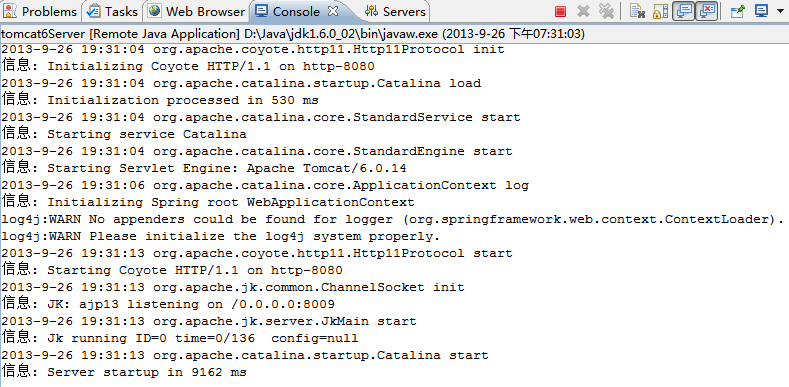 Problems Tasks Web Browser Console Servers
tomcat6Server [Remote Java Application] D:\Java\jdk1.6.0_02\bin\javaw.exe (2013-9-26 下午07:31:03)
2013-9-26 19:31:04 org.apache.coyote.http11.Http11Protocol init
信息: Initializing Coyote HTTP/1.1 on http-8080
2013-9-26 19:31:04 org.apache.catalina.startup.Catalina load
信息: Initialization processed in 530 ms
2013-9-26 19:31:04 org.apache.catalina.core.StandardService start
信息: Starting service Catalina
2013-9-26 19:31:04 org.apache.catalina.core.StandardEngine start
信息: Starting Servlet Engine: Apache Tomcat/6.0.14
2013-9-26 19:31:06 org.apache.catalina.core.ApplicationContext log
信息: Initializing Spring root WebApplicationContext
log4j:WARN No appenders could be found for logger (org.springframework.web.context.ContextLoader).
log4j:WARN Please initialize the log4j system properly.
2013-9-26 19:31:13 org.apache.coyote.http11.Http11Protocol start
信息: Starting Coyote HTTP/1.1 on http-8080
2013-9-26 19:31:13 org.apache.jk.common.ChannelSocket init
信息: JK: ajp13 listening on /0.0.0.0:8009
2013-9-26 19:31:13 org.apache.jk.server.JkMain start
信息: Jk running ID=0 time=0/136  config=null
2013-9-26 19:31:13 org.apache.catalina.startup.Catalina start
信息: Server startup in 9162 ms